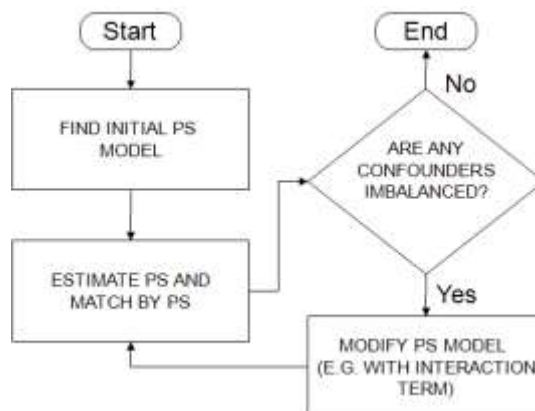 Start
FIND INITIAL PS
MODEL
ESTIMATE PS AND
MATCH BY PS
End
No
ARE ANY
CONFOUNDERS
IMBALANCED?
Yes
MODIFY PS MODEL
(E.G. WITH INTERACTION
TERM)